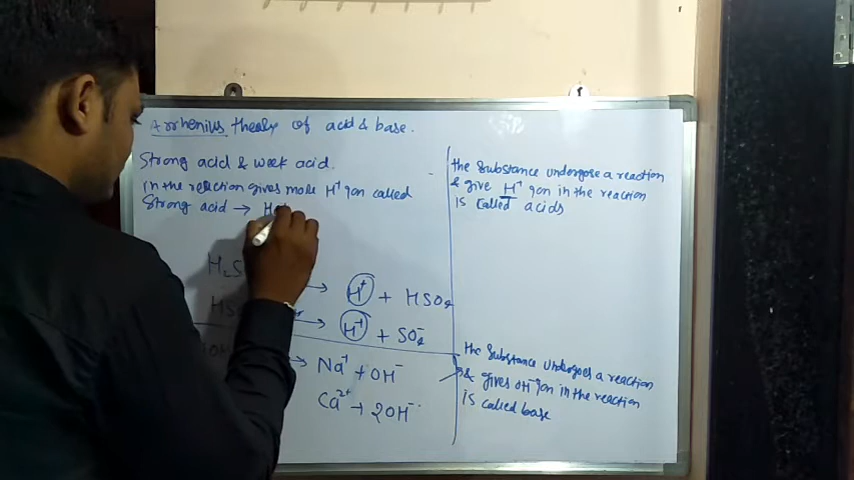 Arrhenius theory of acid & base.
Strong acid & weak acid.
in the reaction gives more H⁺ ion called
Strong acid →
H₂S
→ H⁺ + HSO₄
HS → H⁺ + SO₄⁻
→ Na⁺ + OH⁻
Ca²⁺ + 2OH⁻
the substance undergose a reaction
& give H⁺ ion in the reaction
is called acids
the substance undergoes a reaction
& gives OH⁻ ion in the reaction
is called base